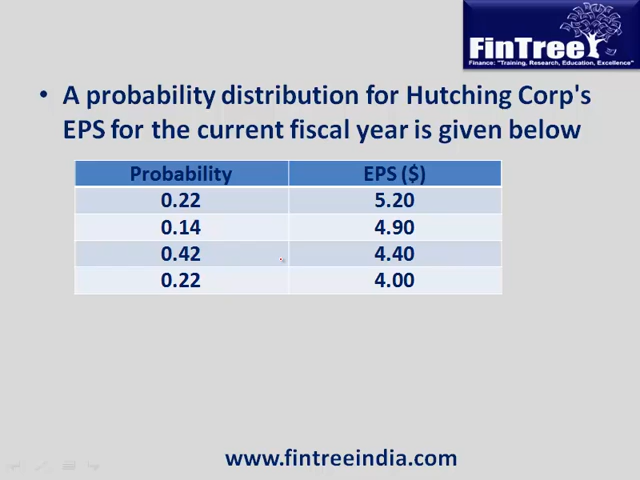 FinTree
Finance: "Training, Research, Education, Excellence"
• A probability distribution for Hutching Corp's
EPS for the current fiscal year is given below
Probability EPS ($)
0.22 5.20
0.14 4.90
0.42 4.40
0.22 4.00
www.fintreeindia.com